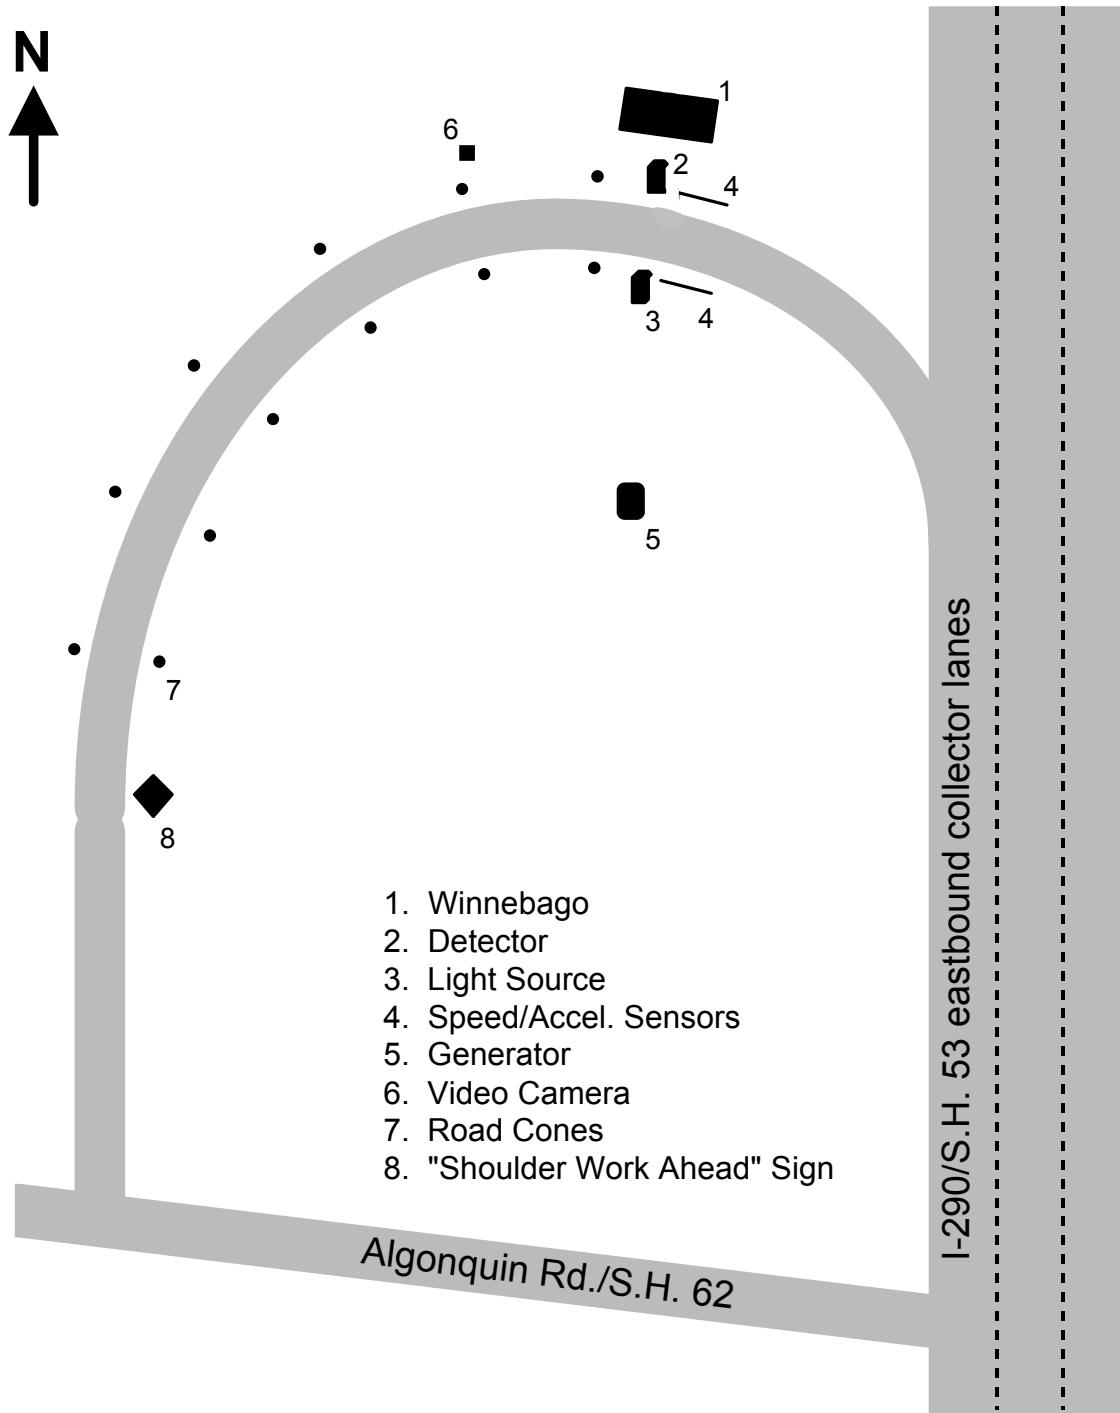 N
1
6
2
4
3
4
5
7
8
1. Winnebago
2. Detector
3. Light Source
4. Speed/Accel. Sensors
5. Generator
6. Video Camera
7. Road Cones
8. "Shoulder Work Ahead" Sign
I-290/S.H. 53 eastbound collector lanes
Algonquin Rd./S.H. 62